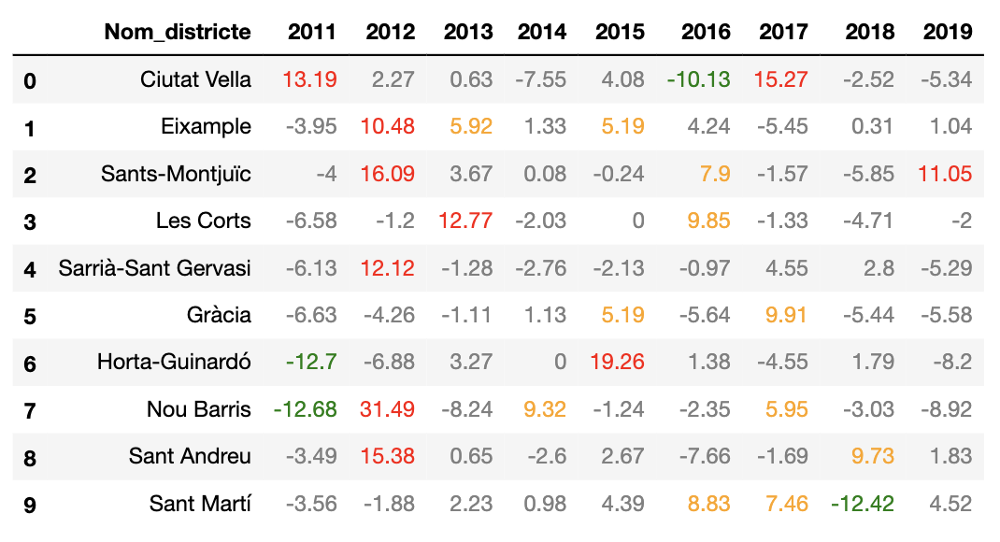 Nom_districte 2011 2012 2013 2014 2015 2016 2017 2018 2019
0 Ciutat Vella 13.19 2.27 0.63 -7.55 4.08 -10.13 15.27 -2.52 -5.34
1 Eixample -3.95 10.48 5.92 1.33 5.19 4.24 -5.45 0.31 1.04
2 Sants-Montjuïc -4 16.09 3.67 0.08 -0.24 7.9 -1.57 -5.85 11.05
3 Les Corts -6.58 -1.2 12.77 -2.03 0 9.85 -1.33 -4.71 -2
4 Sarrià-Sant Gervasi -6.13 12.12 -1.28 -2.76 -2.13 -0.97 4.55 2.8 -5.29
5 Gràcia -6.63 -4.26 -1.11 1.13 5.19 -5.64 9.91 -5.44 -5.58
6 Horta-Guinardó -12.7 -6.88 3.27 0 19.26 1.38 -4.55 1.79 -8.2
7 Nou Barris -12.68 31.49 -8.24 9.32 -1.24 -2.35 5.95 -3.03 -8.92
8 Sant Andreu -3.49 15.38 0.65 -2.6 2.67 -7.66 -1.69 9.73 1.83
9 Sant Martí -3.56 -1.88 2.23 0.98 4.39 8.83 7.46 -12.42 4.52